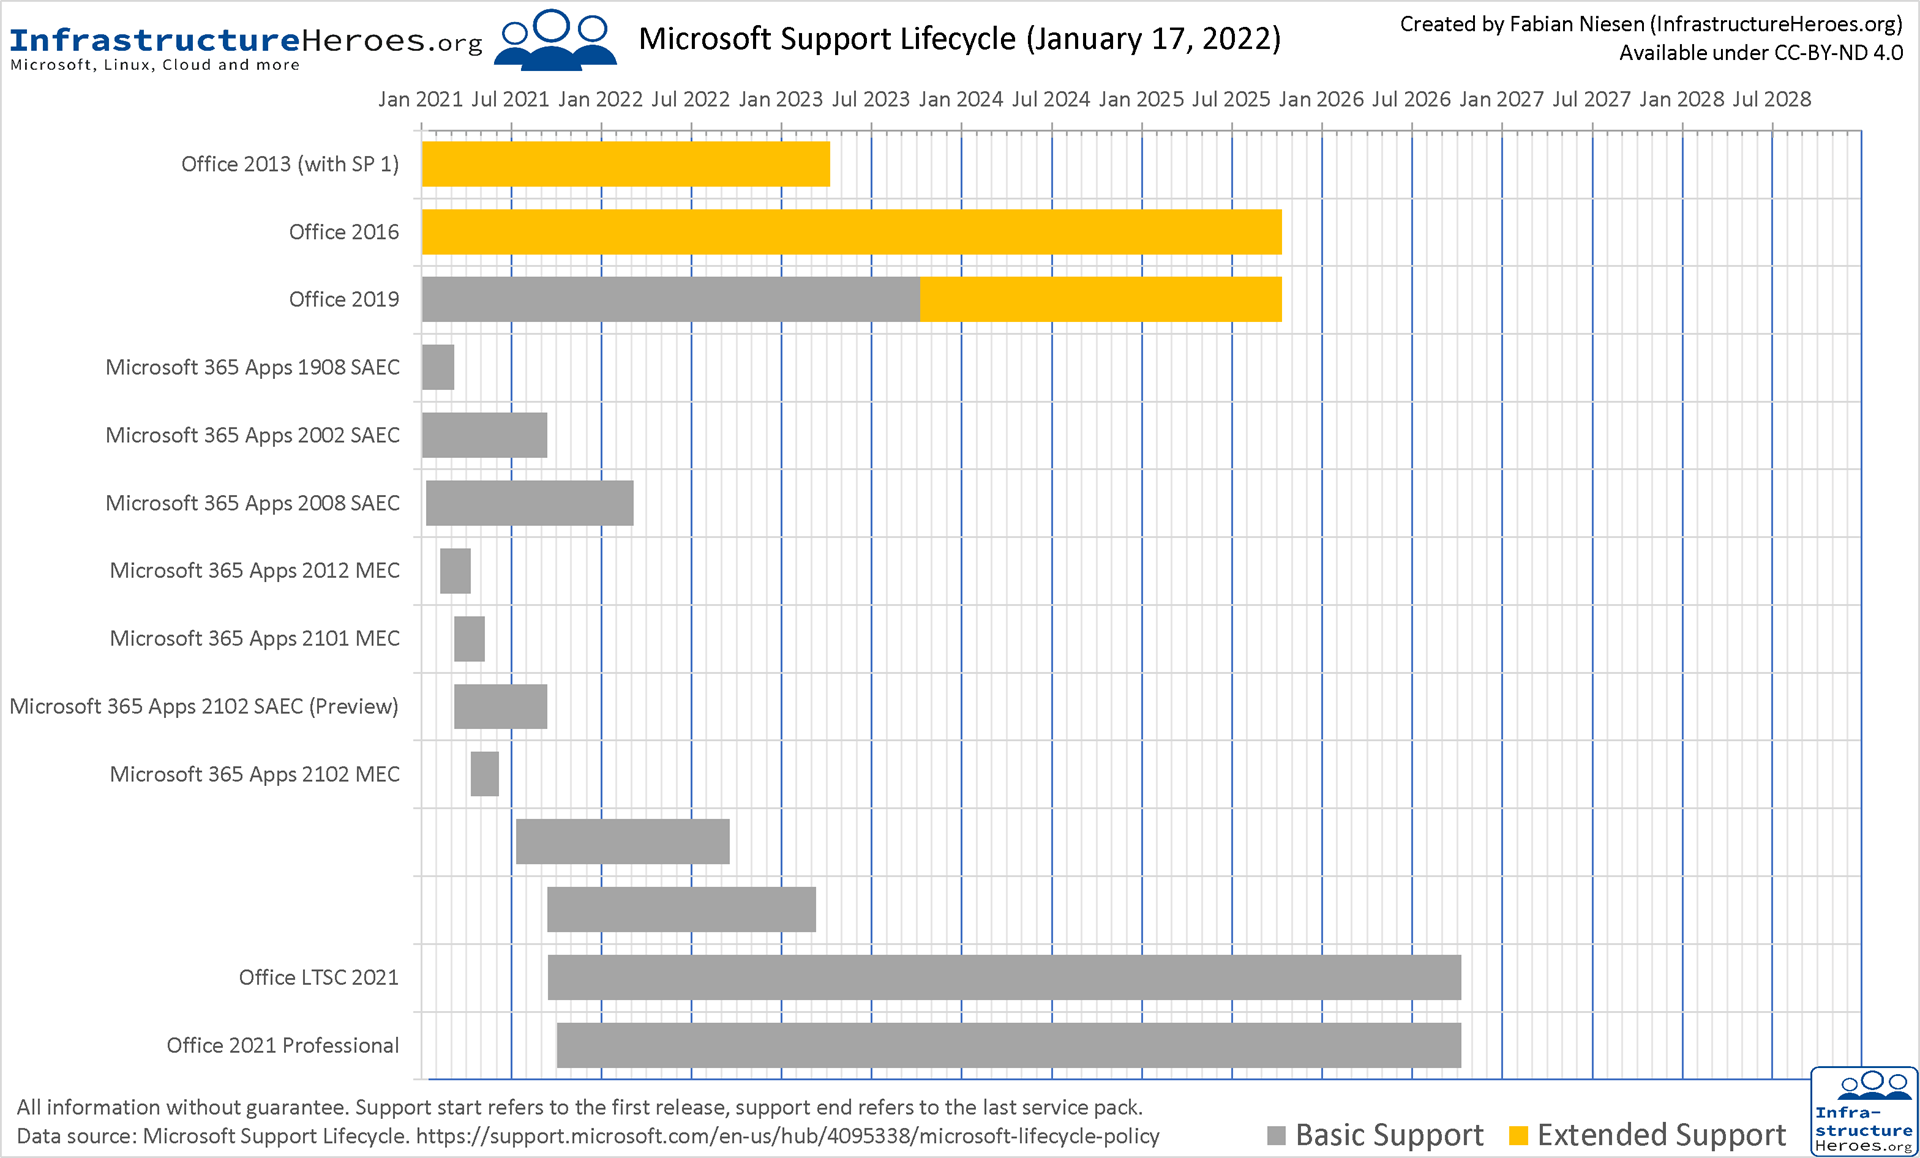 InfrastructureHeroes.org
Microsoft, Linux, Cloud and more
Microsoft Support Lifecycle (January 17, 2022)
Created by Fabian Niesen (InfrastructureHeroes.org)
Available under CC-BY-ND 4.0
Jan 2021 Jul 2021 Jan 2022 Jul 2022 Jan 2023 Jul 2023 Jan 2024 Jul 2024 Jan 2025 Jul 2025 Jan 2026 Jul 2026 Jan 2027 Jul 2027 Jan 2028 Jul 2028
Office 2013 (with SP 1)
Office 2016
Office 2019
Microsoft 365 Apps 1908 SAEC
Microsoft 365 Apps 2002 SAEC
Microsoft 365 Apps 2008 SAEC
Microsoft 365 Apps 2012 MEC
Microsoft 365 Apps 2101 MEC
Microsoft 365 Apps 2102 SAEC (Preview)
Microsoft 365 Apps 2102 MEC
Office LTSC 2021
Office 2021 Professional
All information without guarantee. Support start refers to the first release, support end refers to the last service pack.
Data source: Microsoft Support Lifecycle. https://support.microsoft.com/en-us/hub/4095338/microsoft-lifecycle-policy
Basic Support Extended Support
Infra-
structure
Heroes.org